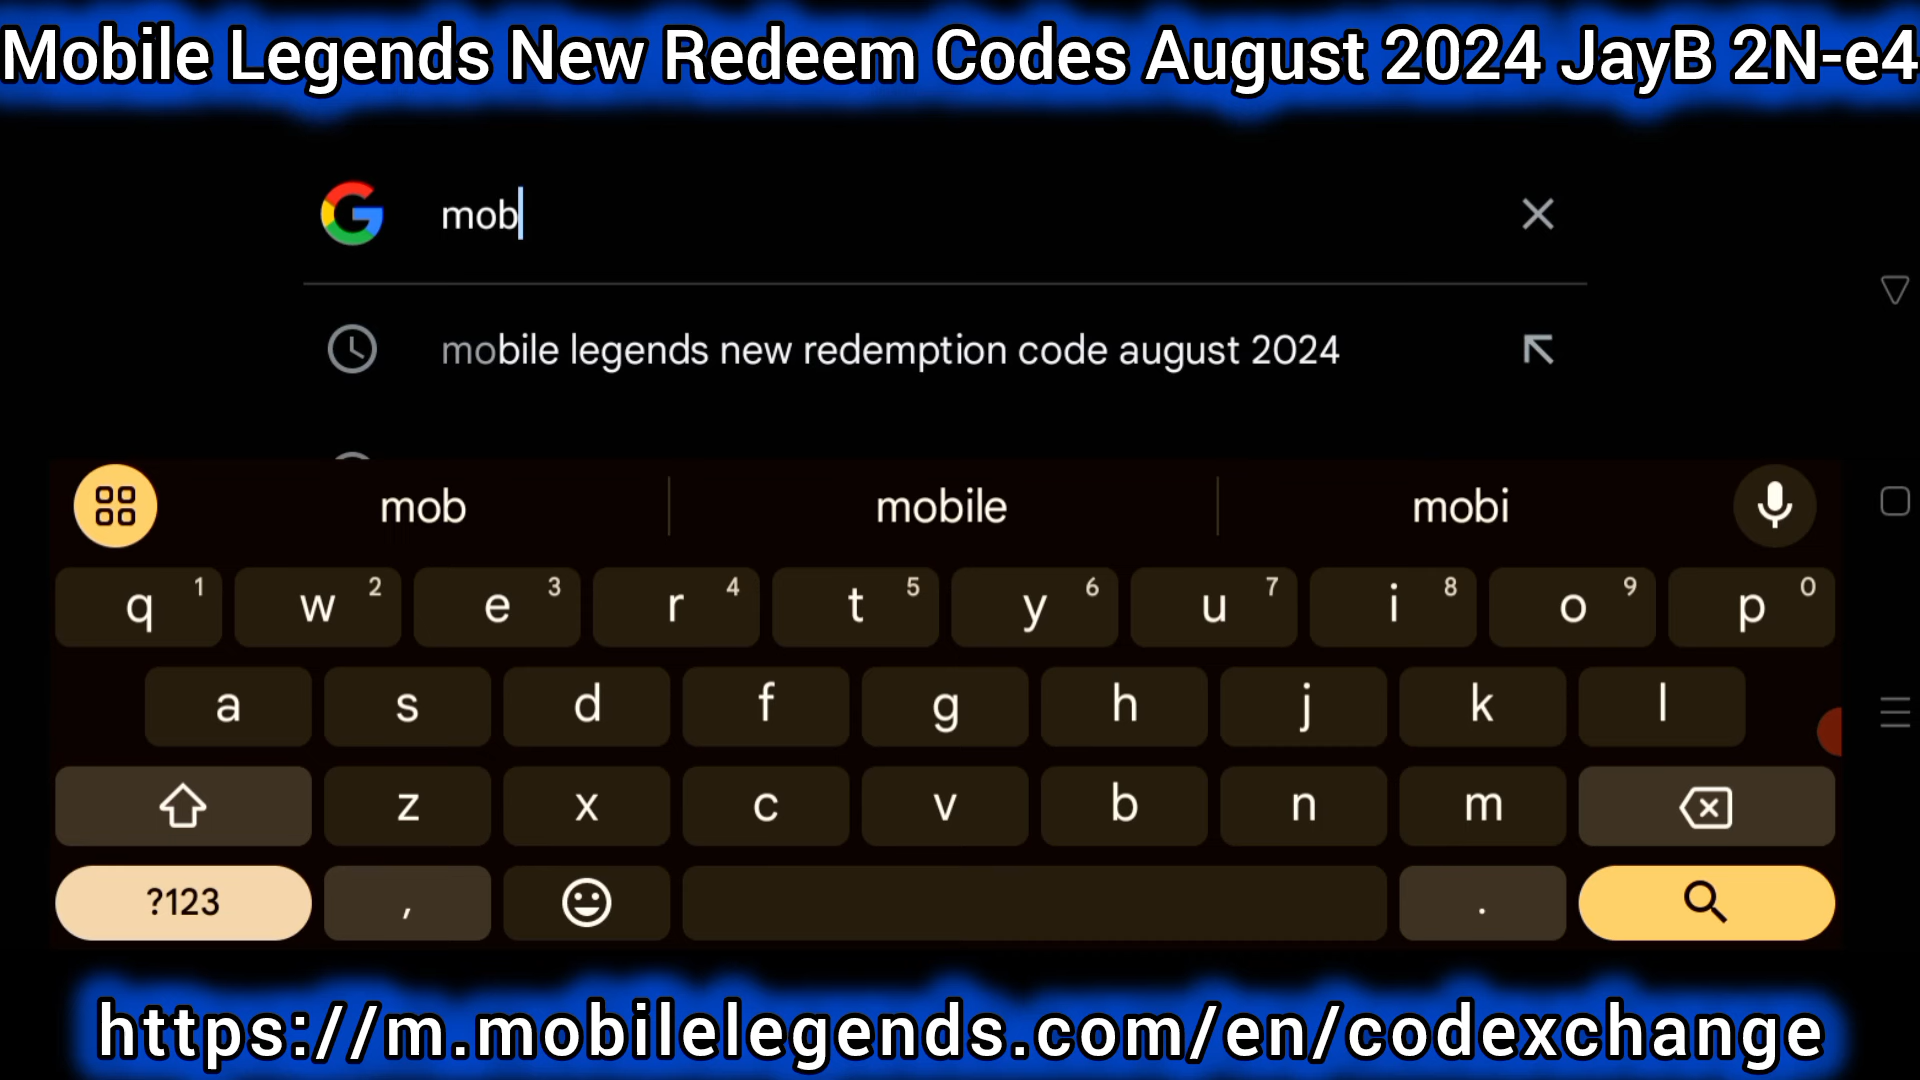 Mobile Legends New Redeem Codes August 2024 JayB 2N-e4
mob
mobile legends new redemption code august 2024
mob mobile mobi
q 1 w 2 e 3 r 4 t 5 y 6 u 7 i 8 o 9 p 0
a s d f g h j k l
z x c v b n m
?123 , .
https://m.mobilelegends.com/en/codexchange